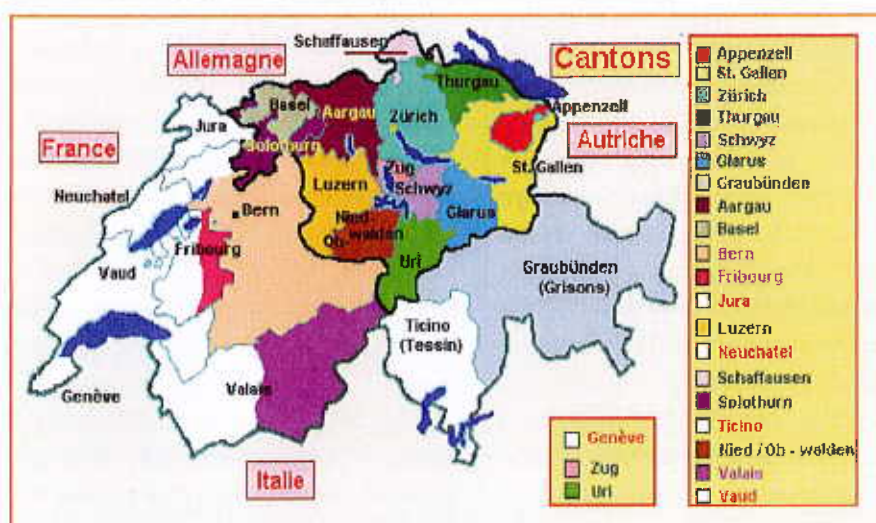 Schaffausen
Allemagne
Cantons
Thurgau
Basel
Aargau
Zürich
Appenzell
Jura
Solothurn
Autriche
France
St. Gallen
Zug
Schwyz
Luzern
Neuchatel
Bern
Glarus
Nied-
walden
Ob-
Fribourg
Uri
Vaud
Graubünden
(Grisons)
Ticino
(Tessin)
Valais
Genève
Italie
Genève
Zug
Uri
Appenzell
St. Gallen
Zürich
Thurgau
Schwyz
Glarus
Graubünden
Aargau
Basel
Bern
Fribourg
Jura
Luzern
Neuchatel
Schaffausen
Solothurn
Ticino
Nied / Ob - walden
Valais
Vaud